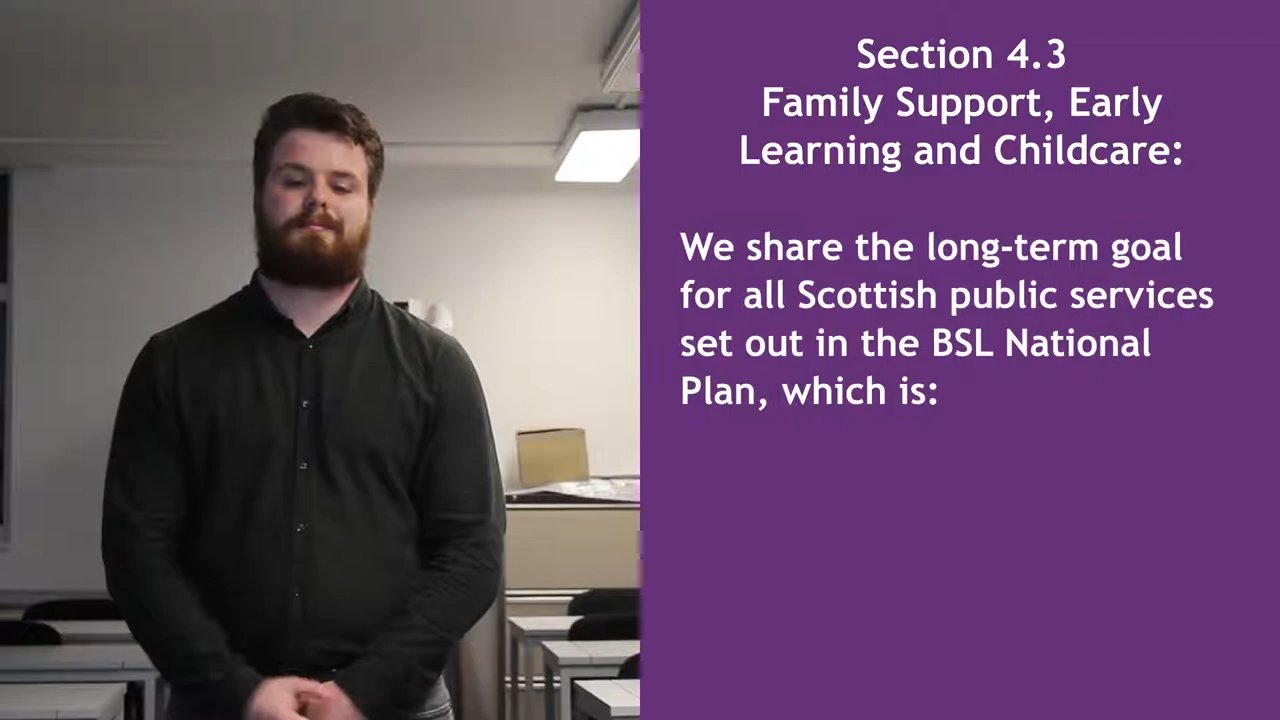 Section 4.3
Family Support, Early
Learning and Childcare:
We share the long-term goal
for all Scottish public services
set out in the BSL National
Plan, which is: